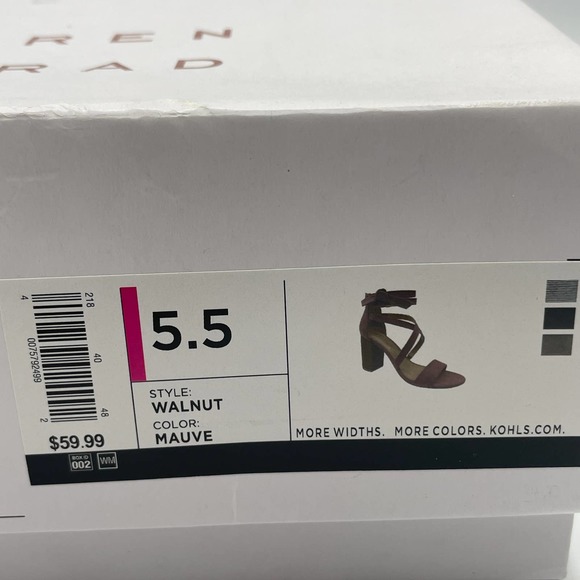 REN
RAD
4 218 40 48 2
0075792499
$59.99
5.5
STYLE:
WALNUT
COLOR:
MAUVE
MORE WIDTHS. MORE COLORS. KOHLS.COM.
BOX ID
002
WM